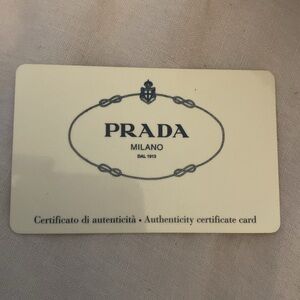 PRADA
MILANO
DAL 1913
Certificato di autenticità • Authenticity certificate card